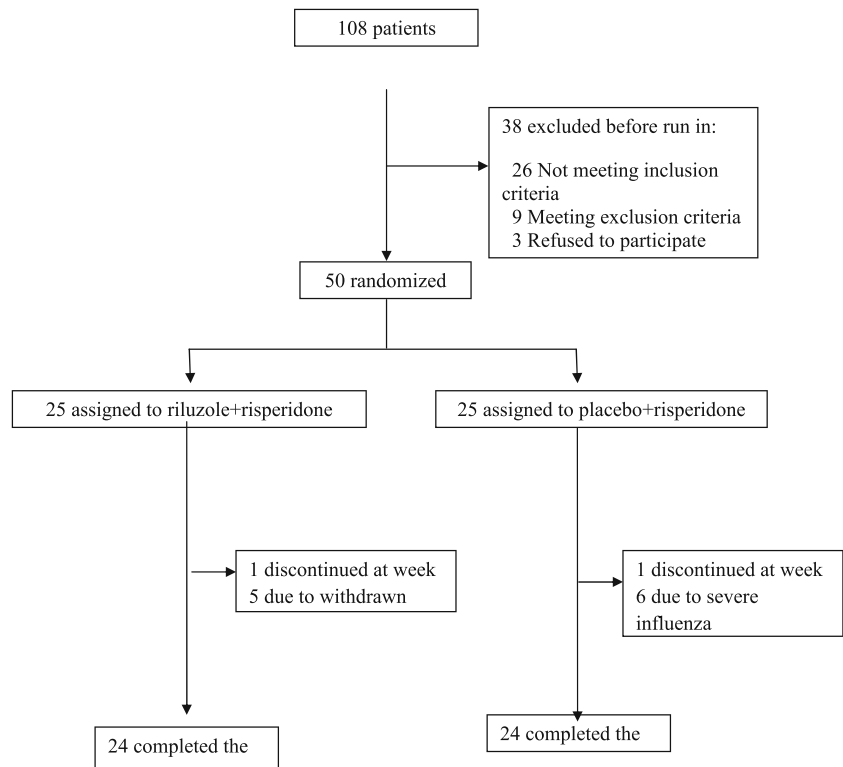 108 patients
38 excluded before run in:
26 Not meeting inclusion
criteria
9 Meeting exclusion criteria
3 Refused to participate
50 randomized
25 assigned to riluzole+risperidone
25 assigned to placebo+risperidone
1 discontinued at week
5 due to withdrawn
1 discontinued at week
6 due to severe
influenza
24 completed the
24 completed the